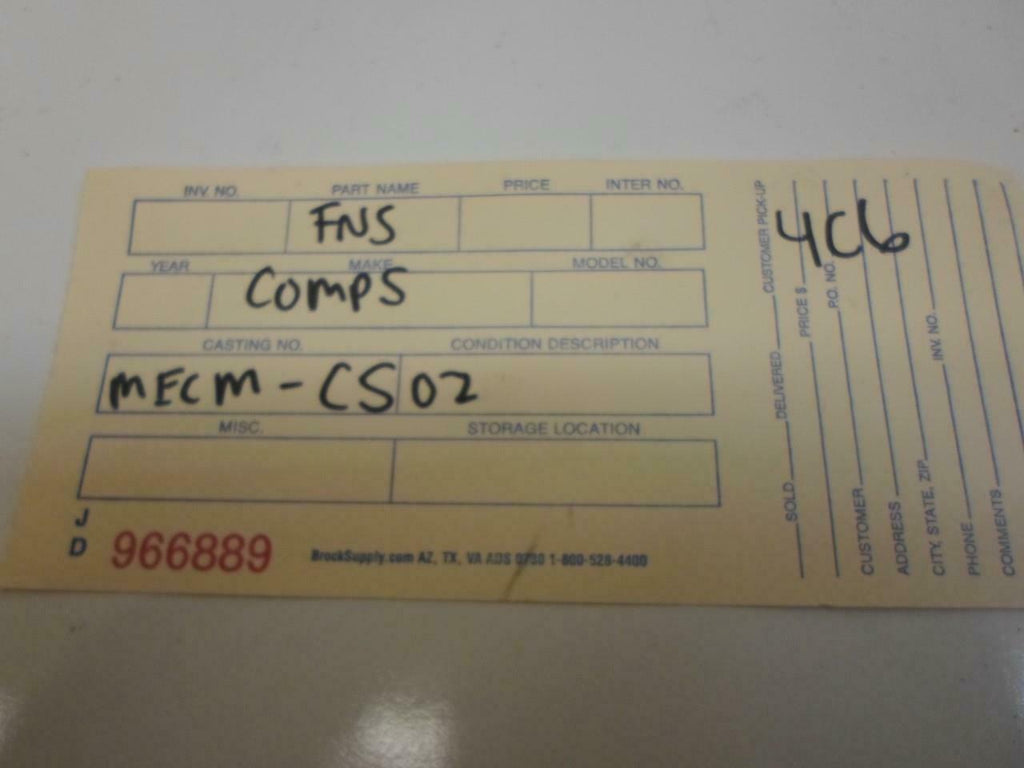 INV. NO. PART NAME PRICE INTER NO.
FNS
YEAR MAKE MODEL NO.
COMPS
CASTING NO. CONDITION DESCRIPTION
MECM-CS02
MISC. STORAGE LOCATION
J
D
966889
BrockSupply.com AZ, TX, VA ADS 0730 1-800-528-4400
SOLD DELIVERED CUSTOMER PICK-UP
PRICE $
P.O. NO.
4C6
CUSTOMER
ADDRESS
CITY, STATE, ZIP INV. NO.
PHONE
COMMENTS